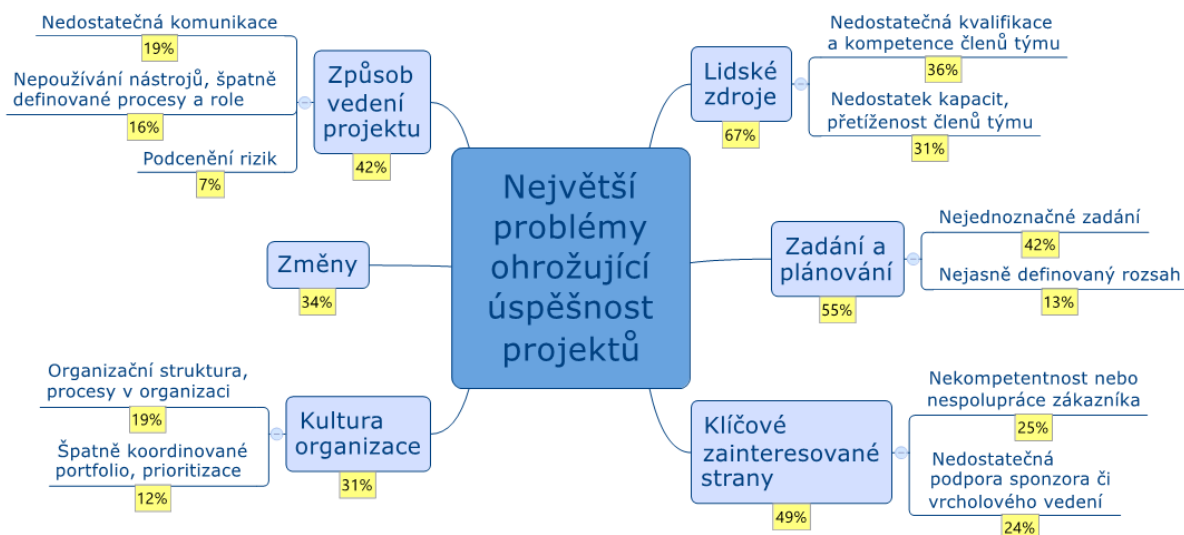 Největší
problémy
ohrožující
úspěšnost
projektů
Lidské
zdroje
67%
Nedostatečná kvalifikace
a kompetence členů týmu
36%
Nedostatek kapacit,
přetíženost členů týmu
31%
Zadání a
plánování
55%
Nejednoznačné zadání
42%
Nejasně definovaný rozsah
13%
Klíčové
zainteresované
strany
49%
Nekompetentnost nebo
nespolupráce zákazníka
25%
Nedostatečná
podpora sponzora či
vrcholového vedení
24%
Způsob
vedení
projektu
42%
Nedostatečná komunikace
19%
Nepoužívání nástrojů, špatně
definované procesy a role
16%
Podcenění rizik
7%
Změny
34%
Kultura
organizace
31%
Organizační struktura,
procesy v organizaci
19%
Špatně koordinované
portfolio, prioritizace
12%